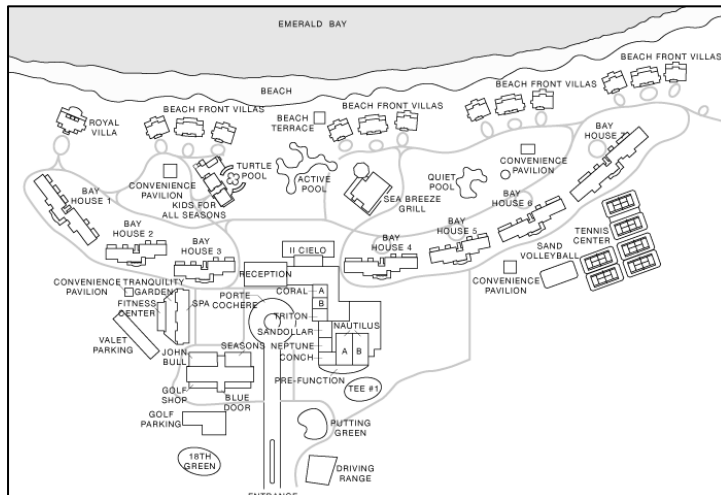 EMERALD BAY
BEACH
BEACH FRONT VILLAS
BEACH FRONT VILLAS
BEACH FRONT VILLAS
BEACH FRONT VILLAS
ROYAL
VILLA
BEACH
TERRACE
BAY
HOUSE 7
CONVENIENCE
PAVILION
TURTLE
POOL
KIDS FOR
ALL SEASONS
ACTIVE
POOL
SEA BREEZE
GRILL
QUIET
POOL
CONVENIENCE
PAVILION
BAY
HOUSE 1
BAY
HOUSE 2
BAY
HOUSE 3
II CIELO
RECEPTION
BAY
HOUSE 4
BAY
HOUSE 5
BAY
HOUSE 6
TENNIS
CENTER
SAND
VOLLEYBALL
CONVENIENCE
PAVILION
CONVENIENCE
PAVILION
TRANQUILITY
GARDEN
FITNESS
CENTER
SPA
VALET
PARKING
PORTE
COCHÈRE
CORAL
A
B
TRITON
SANDOLLAR
NAUTILUS
NEPTUNE
A B
CONCH
PRE-FUNCTION
JOHN
BULL
SEASONS
GOLF
SHOP
BLUE
DOOR
TEE #1
GOLF
PARKING
PUTTING
GREEN
18TH
GREEN
DRIVING
RANGE
ENTRANCE